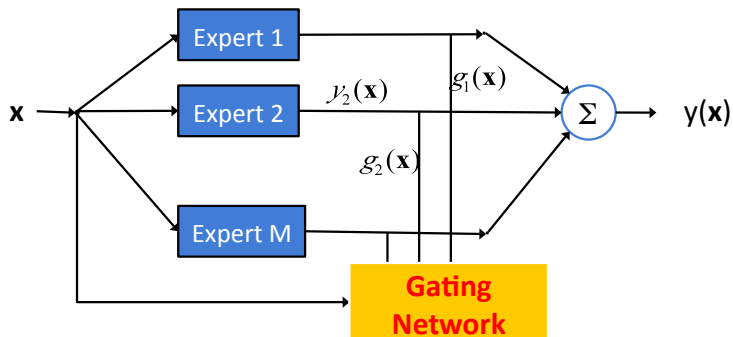 Expert 1
g₁(x)
x
Expert 2
y₂(x)
Σ
y(x)
g₂(x)
Expert M
Gating
Network